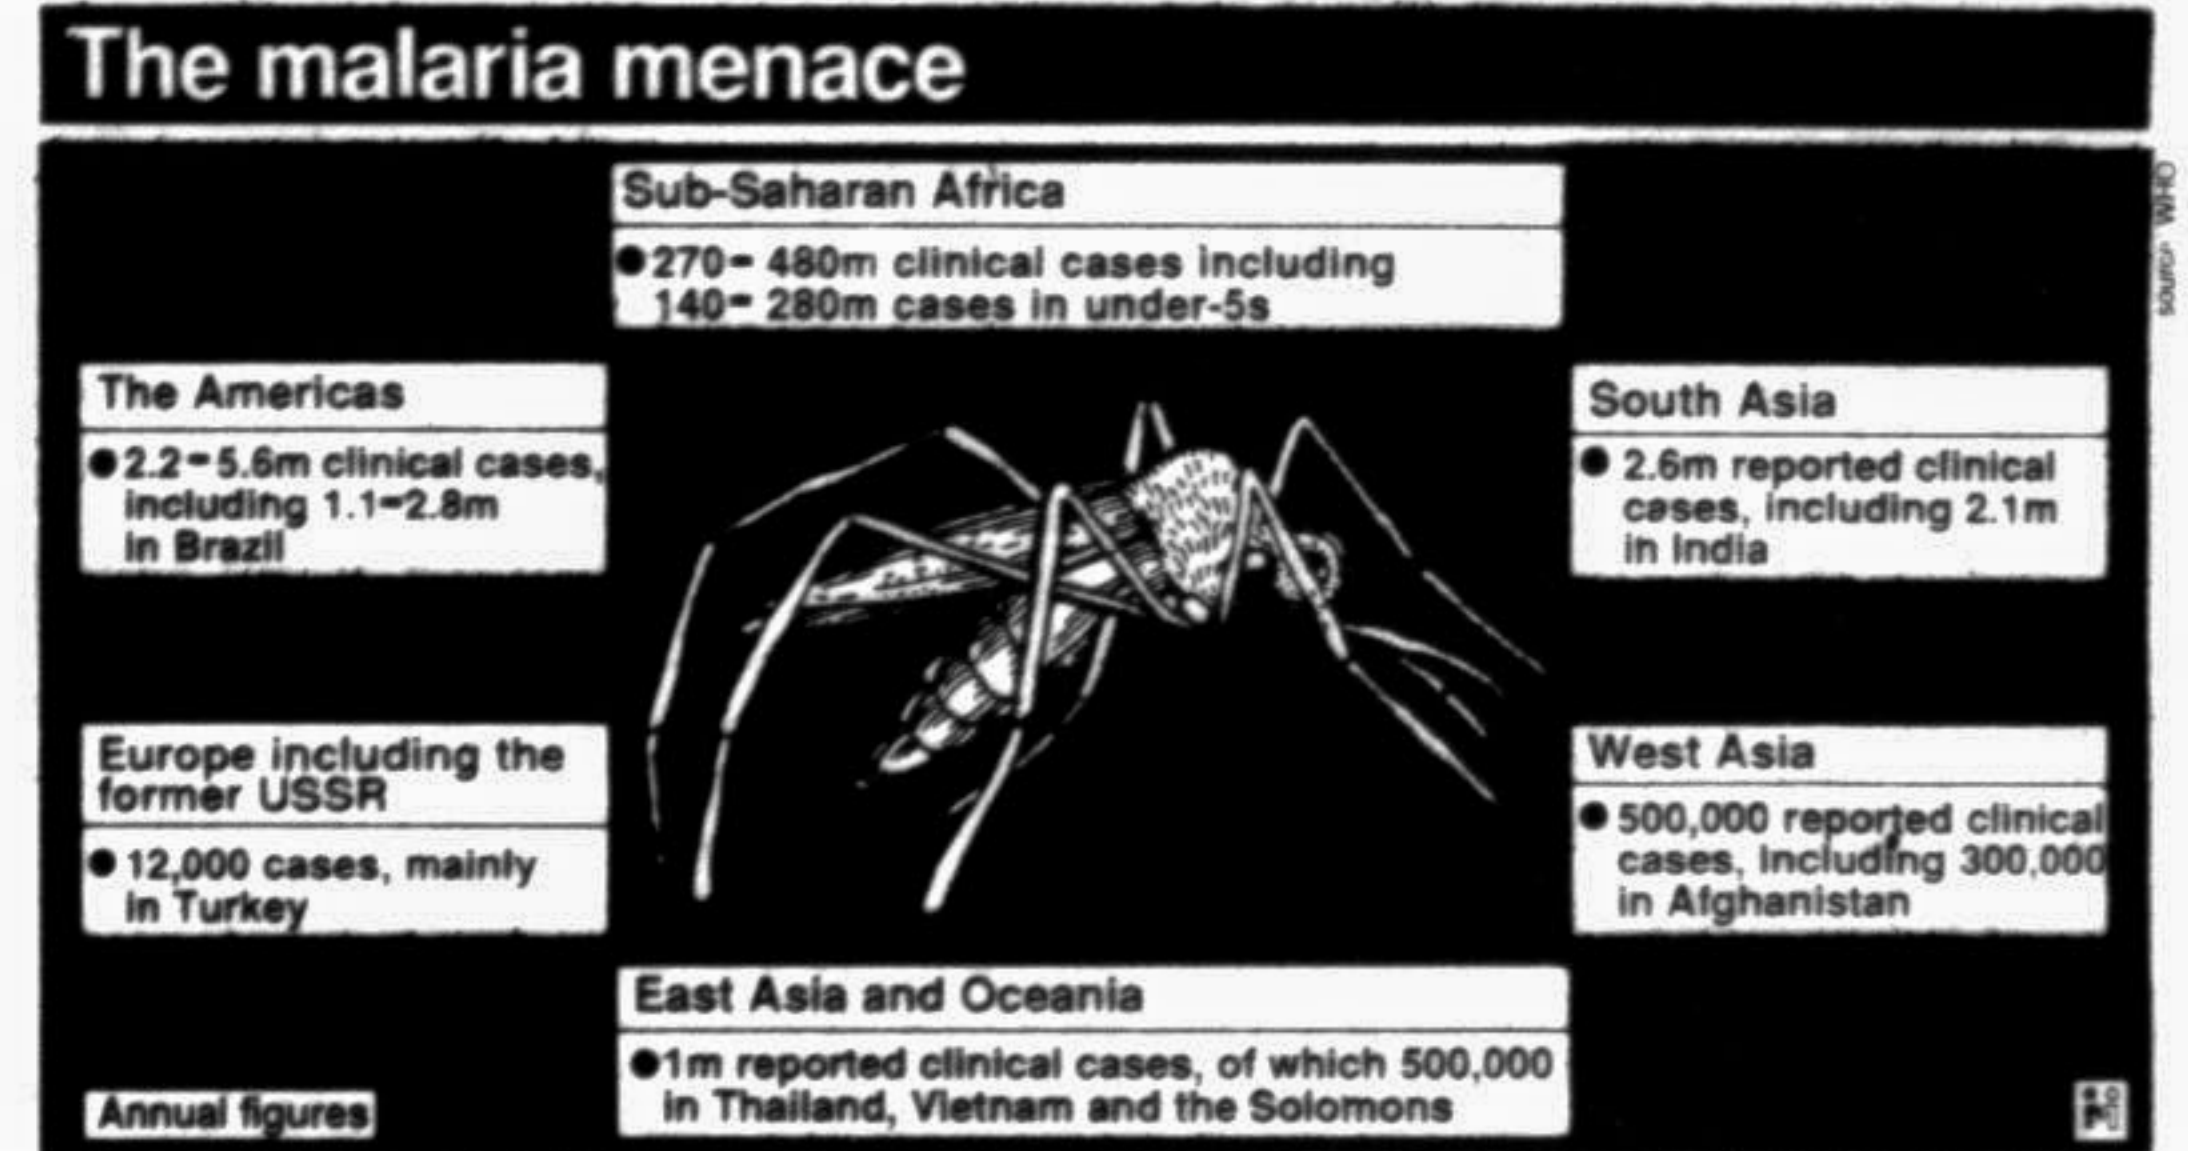 The malaria menace
source WHO
Sub-Saharan Africa
● 270-480m clinical cases including
140-280m cases in under-5s
The Americas
● 2.2-5.6m clinical cases,
including 1.1-2.8m
in Brazil
South Asia
● 2.6m reported clinical
cases, including 2.1m
in India
Europe including the
former USSR
● 12,000 cases, mainly
in Turkey
West Asia
● 500,000 reported clinical
cases, including 300,000
in Afghanistan
East Asia and Oceania
● 1m reported clinical cases, of which 500,000
in Thailand, Vietnam and the Solomons
Annual figures